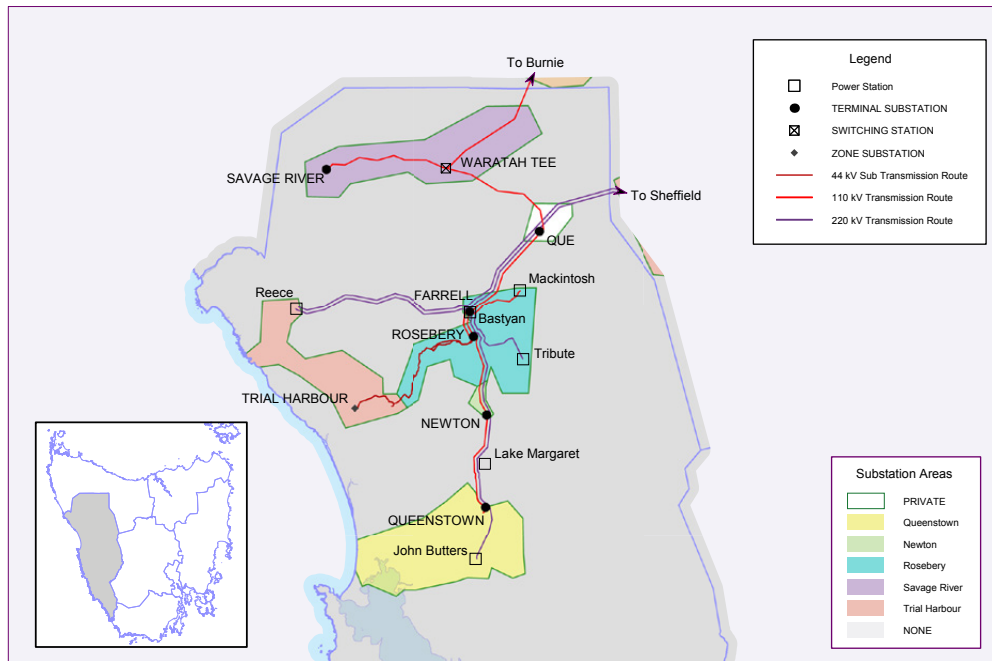 To Burnie
Legend
Power Station
TERMINAL SUBSTATION
SWITCHING STATION
ZONE SUBSTATION
44 kV Sub Transmission Route
110 kV Transmission Route
220 kV Transmission Route
WARATAH TEE
SAVAGE RIVER
To Sheffield
QUE
Mackintosh
Reece
FARRELL
Bastyan
ROSEBERY
Tribute
TRIAL HARBOUR
NEWTON
Lake Margaret
QUEENSTOWN
John Butters
Substation Areas
PRIVATE
Queenstown
Newton
Rosebery
Savage River
Trial Harbour
NONE